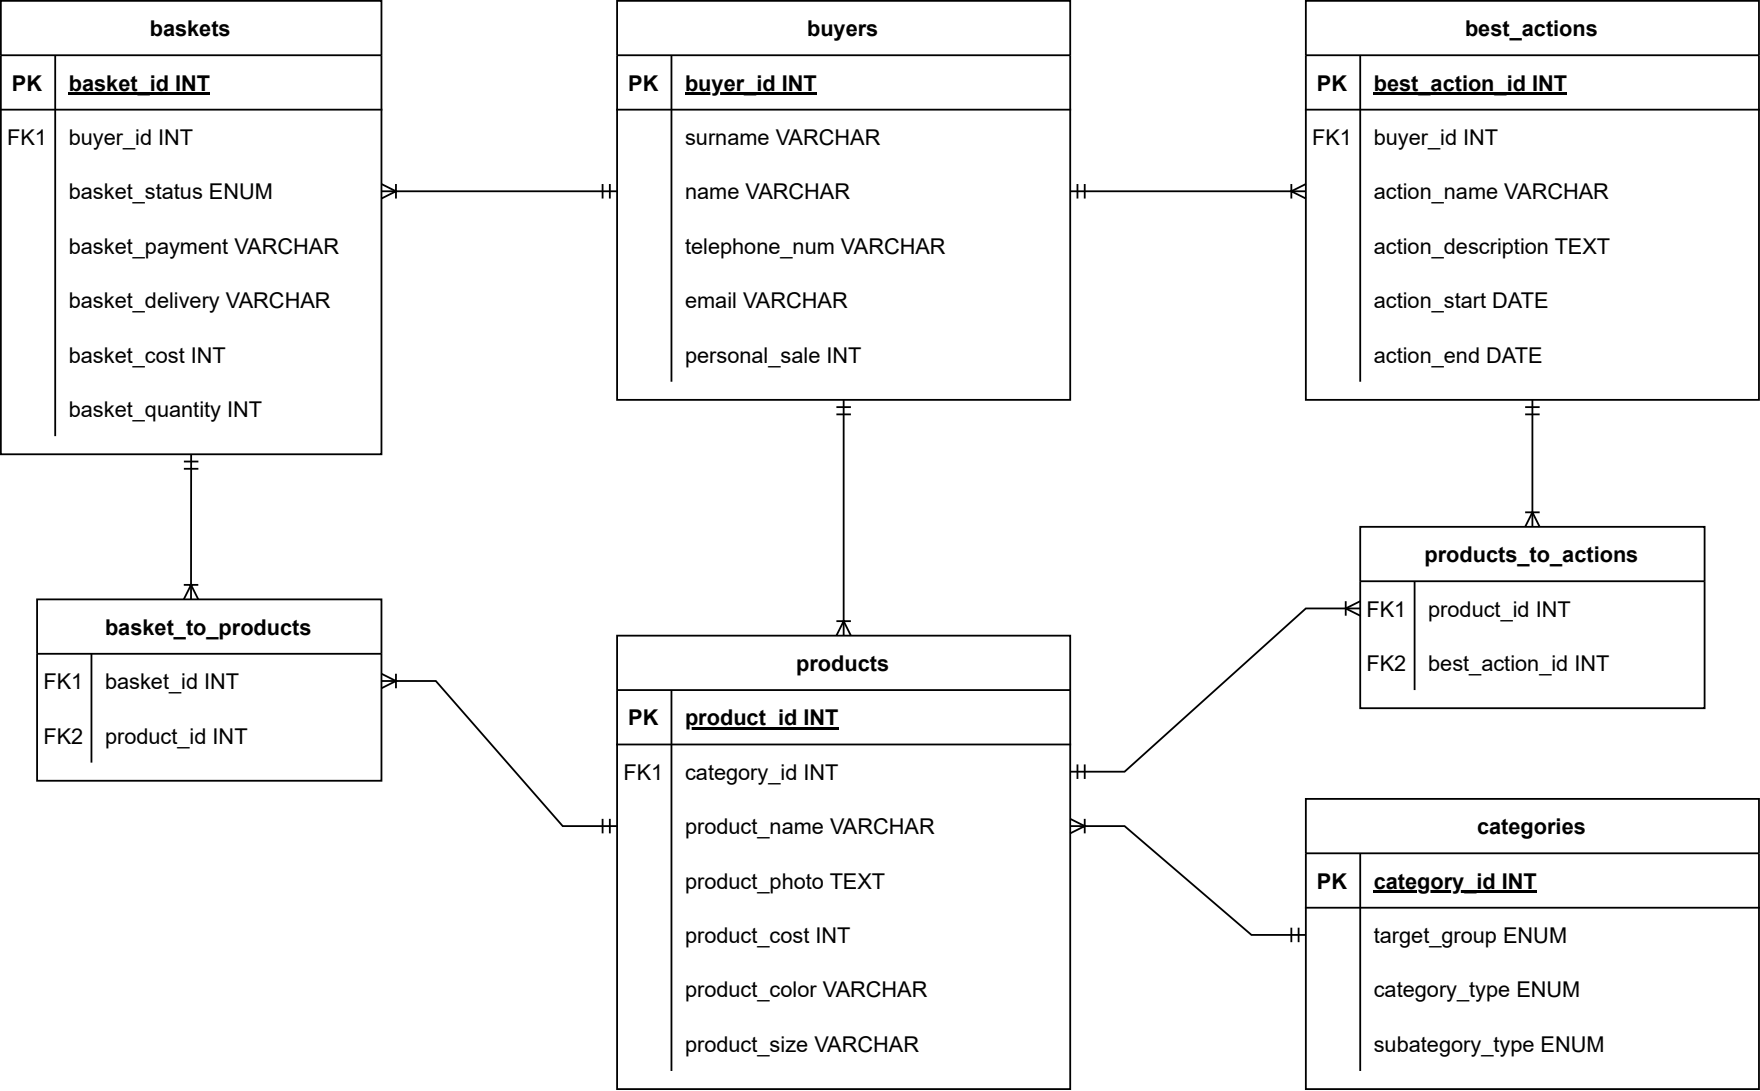 baskets
PK basket_id INT
FK1 buyer_id INT
basket_status ENUM
basket_payment VARCHAR
basket_delivery VARCHAR
basket_cost INT
basket_quantity INT
buyers
PK buyer_id INT
surname VARCHAR
name VARCHAR
telephone_num VARCHAR
email VARCHAR
personal_sale INT
best_actions
PK best_action_id INT
FK1 buyer_id INT
action_name VARCHAR
action_description TEXT
action_start DATE
action_end DATE
basket_to_products
FK1 basket_id INT
FK2 product_id INT
products
PK product_id INT
FK1 category_id INT
product_name VARCHAR
product_photo TEXT
product_cost INT
product_color VARCHAR
product_size VARCHAR
products_to_actions
FK1 product_id INT
FK2 best_action_id INT
categories
PK category_id INT
target_group ENUM
category_type ENUM
subategory_type ENUM